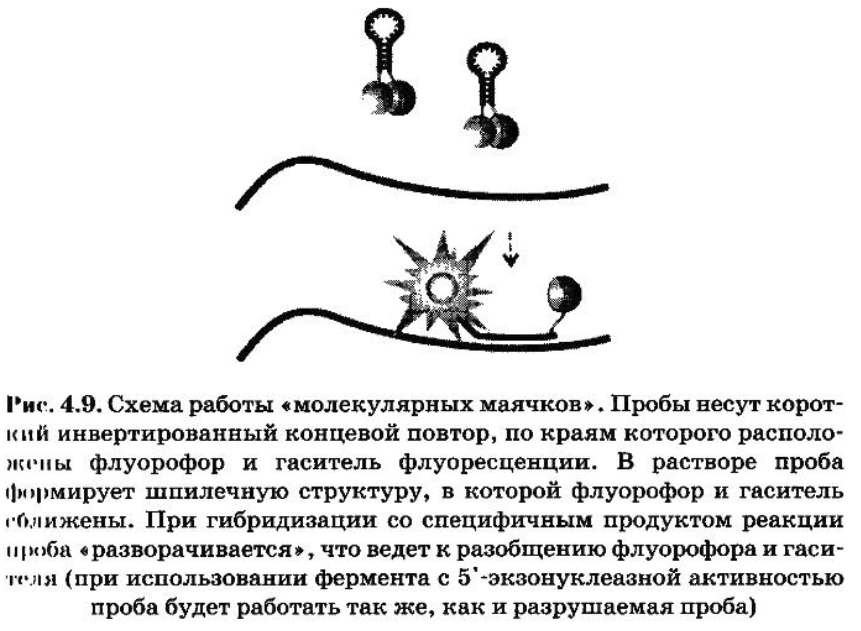 Рис. 4.9. Схема работы «молекулярных маячков». Пробы несут корот-
кий инвертированный концевой повтор, по краям которого располо-
жены флуорофор и гаситель флуоресценции. В растворе проба
формирует шпилечную структуру, в которой флуорофор и гаситель
сближены. При гибридизации со специфичным продуктом реакции
проба «разворачивается», что ведет к разобщению флуорофора и гаси-
теля (при использовании фермента с 5'-экзонуклеазной активностью
проба будет работать так же, как и разрушаемая проба)